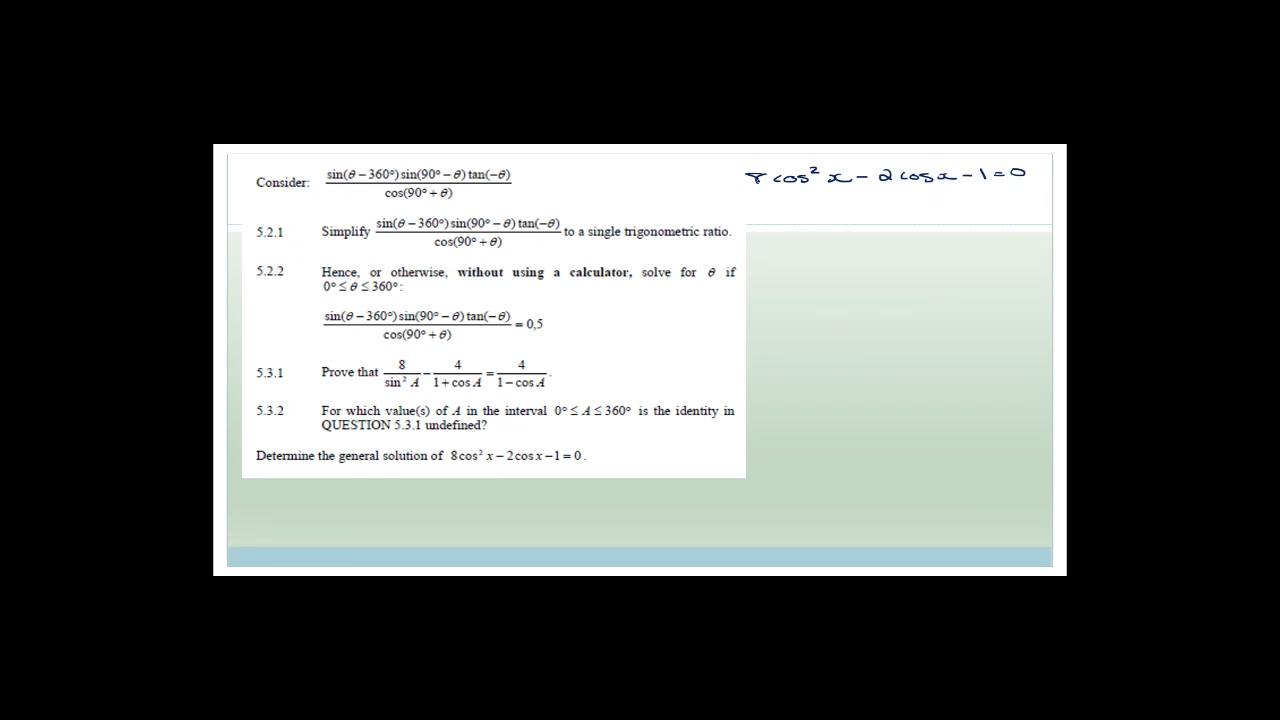 Consider: sin(θ − 360°) sin(90° − θ) tan(−θ) / cos(90° + θ)
8 cos² x − 2 cos x − 1 = 0
5.2.1 Simplify sin(θ − 360°) sin(90° − θ) tan(−θ) / cos(90° + θ) to a single trigonometric ratio.
5.2.2 Hence, or otherwise, without using a calculator, solve for θ if
0° ≤ θ ≤ 360°:
sin(θ − 360°) sin(90° − θ) tan(−θ) / cos(90° + θ) = 0,5
5.3.1 Prove that 8 / sin² A − 4 / 1 + cos A = 4 / 1 − cos A .
5.3.2 For which value(s) of A in the interval 0° ≤ A ≤ 360° is the identity in
QUESTION 5.3.1 undefined?
Determine the general solution of 8cos² x − 2cos x − 1 = 0 .